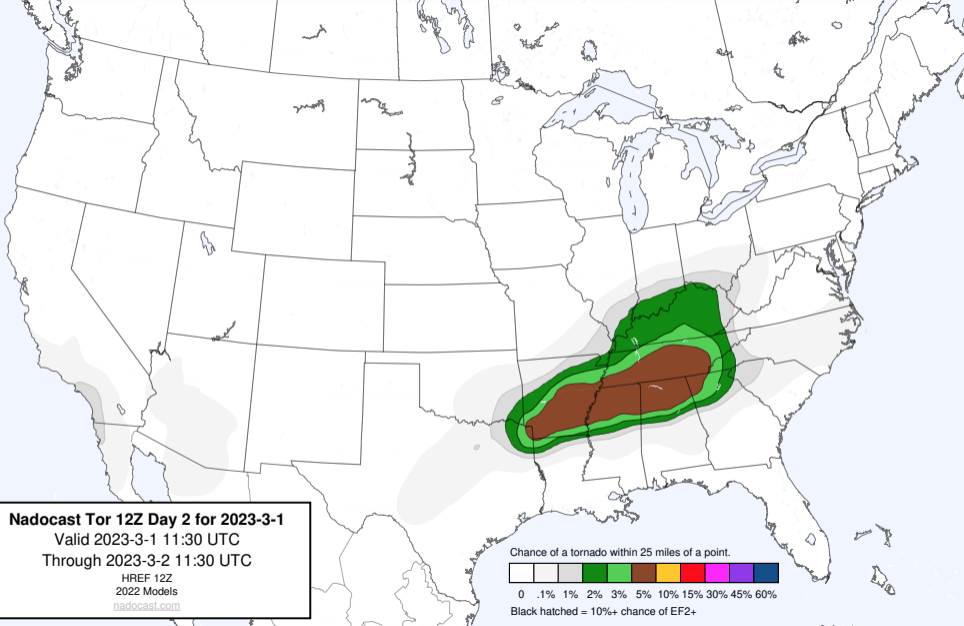 Nadocast Tor 12Z Day 2 for 2023-3-1
Valid 2023-3-1 11:30 UTC
Through 2023-3-2 11:30 UTC
HREF 12Z
2022 Models
nadocast.com
Chance of a tornado within 25 miles of a point.
0 .1% 1% 2% 3% 5% 10% 15% 30% 45% 60%
Black hatched = 10%+ chance of EF2+